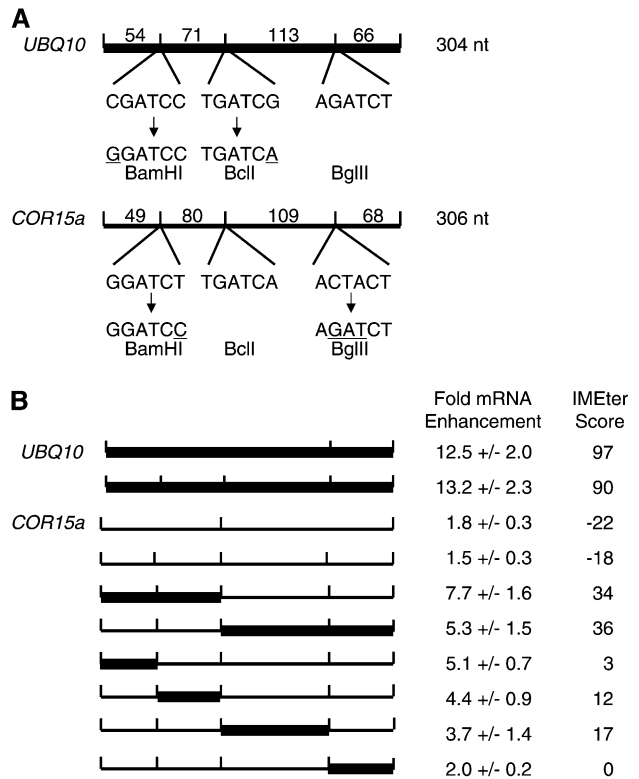 A
UBQ10 54 71 113 66 304 nt
CGATCC TGATCG AGATCT
GGATCC TGATCA
BamHI BclI BglII
COR15a 49 80 109 68 306 nt
GGATCT TGATCA ACTACT
GGATCC AGATCT
BamHI BclI BglII
B
Fold mRNA IMEter
Enhancement Score
UBQ10 12.5 +/- 2.0 97
13.2 +/- 2.3 90
COR15a 1.8 +/- 0.3 -22
1.5 +/- 0.3 -18
7.7 +/- 1.6 34
5.3 +/- 1.5 36
5.1 +/- 0.7 3
4.4 +/- 0.9 12
3.7 +/- 1.4 17
2.0 +/- 0.2 0